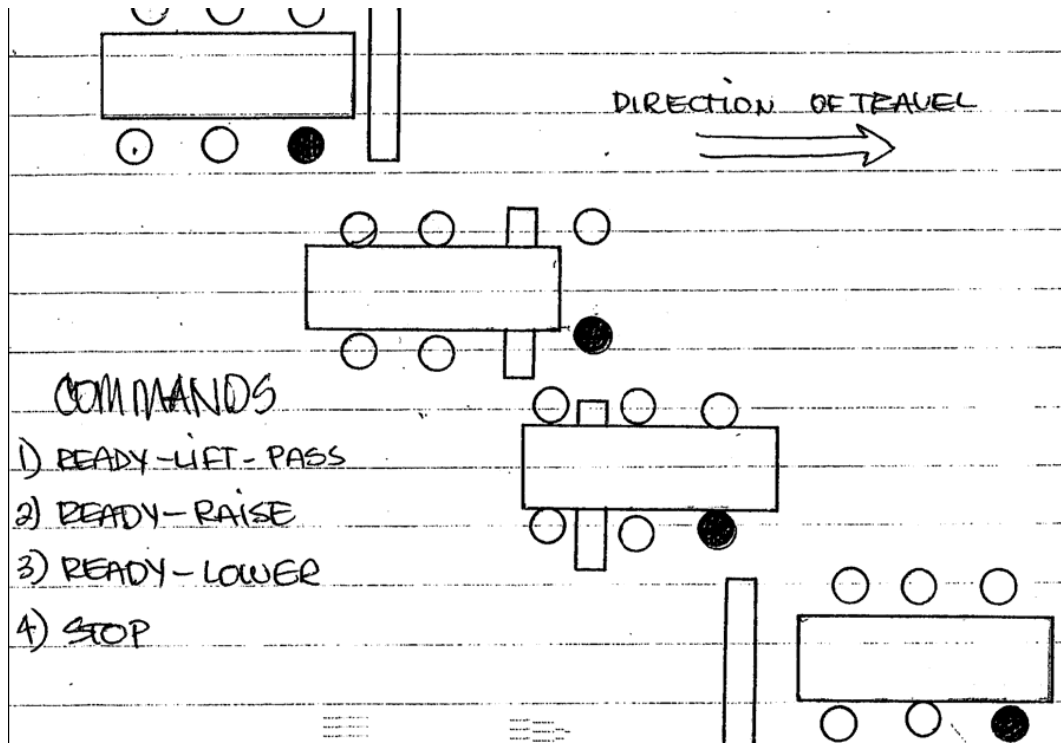 DIRECTION OF TRAVEL
COMMANDS
1) READY-LIFT-PASS
2) READY-RAISE
3) READY-LOWER
4) STOP